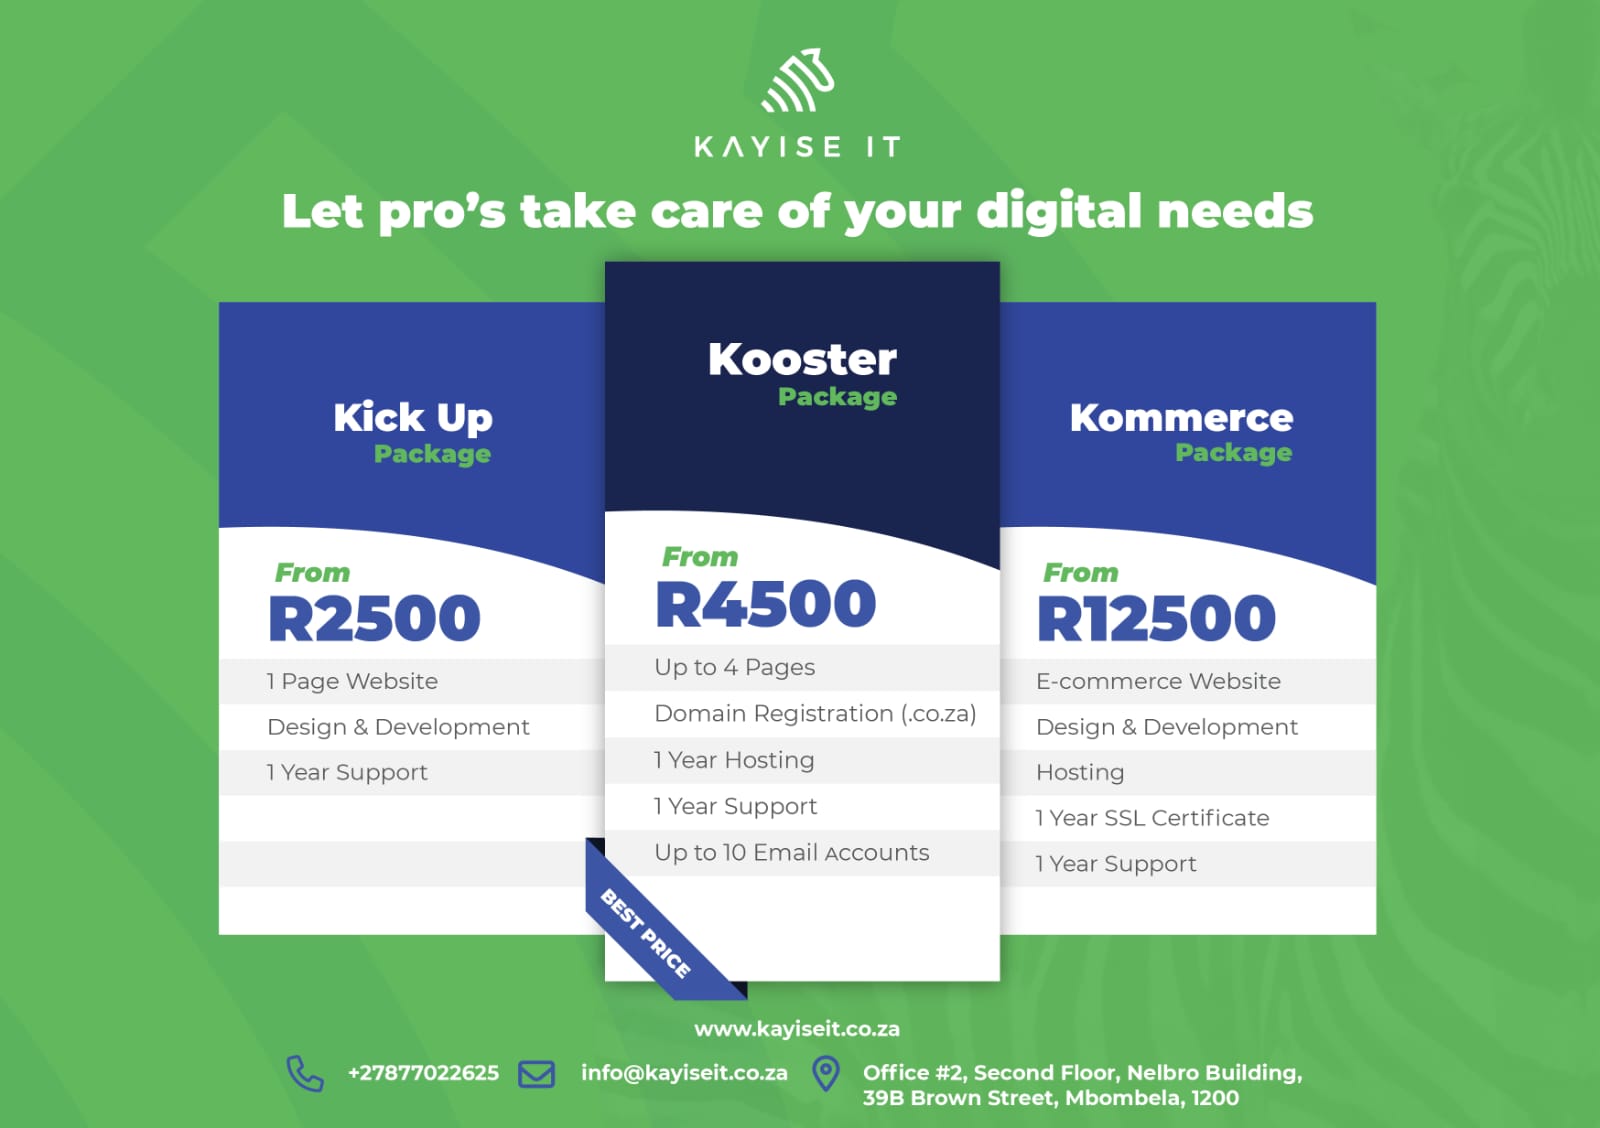 KAYISE IT
Let pro's take care of your digital needs
Kick Up
Package
From
R2500
1 Page Website
Design & Development
1 Year Support
Kooster
Package
From
R4500
Up to 4 Pages
Domain Registration (.co.za)
1 Year Hosting
1 Year Support
Up to 10 Email Accounts
BEST PRICE
Kommerce
Package
From
R12500
E-commerce Website
Design & Development
Hosting
1 Year SSL Certificate
1 Year Support
www.kayiseit.co.za
+27877022625
info@kayiseit.co.za
Office #2, Second Floor, Nelbro Building,
39B Brown Street, Mbombela, 1200